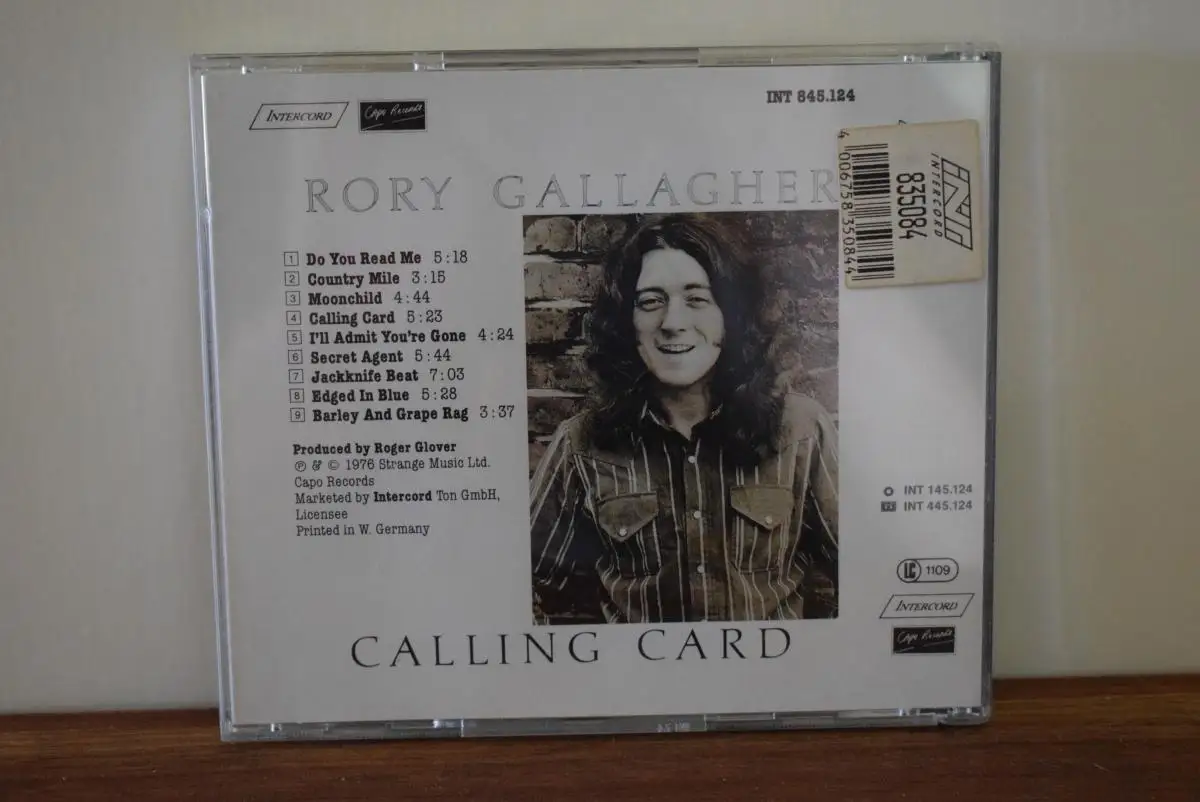 INTERCORD
Capo Records
INT 845.124
RORY GALLAGHER
1 Do You Read Me 5:18
2 Country Mile 3:15
3 Moonchild 4:44
4 Calling Card 5:23
5 I'll Admit You're Gone 4:24
6 Secret Agent 5:44
7 Jackknife Beat 7:03
8 Edged In Blue 5:28
9 Barley And Grape Rag 3:37
Produced by Roger Glover
℗ & © 1976 Strange Music Ltd.
Capo Records
Marketed by Intercord Ton GmbH,
Licensee
Printed in W. Germany
INT
INTERCORD
835084
4 006758 350844
INT 145.124
INT 445.124
LC 1109
INTERCORD
Capo Records
CALLING CARD